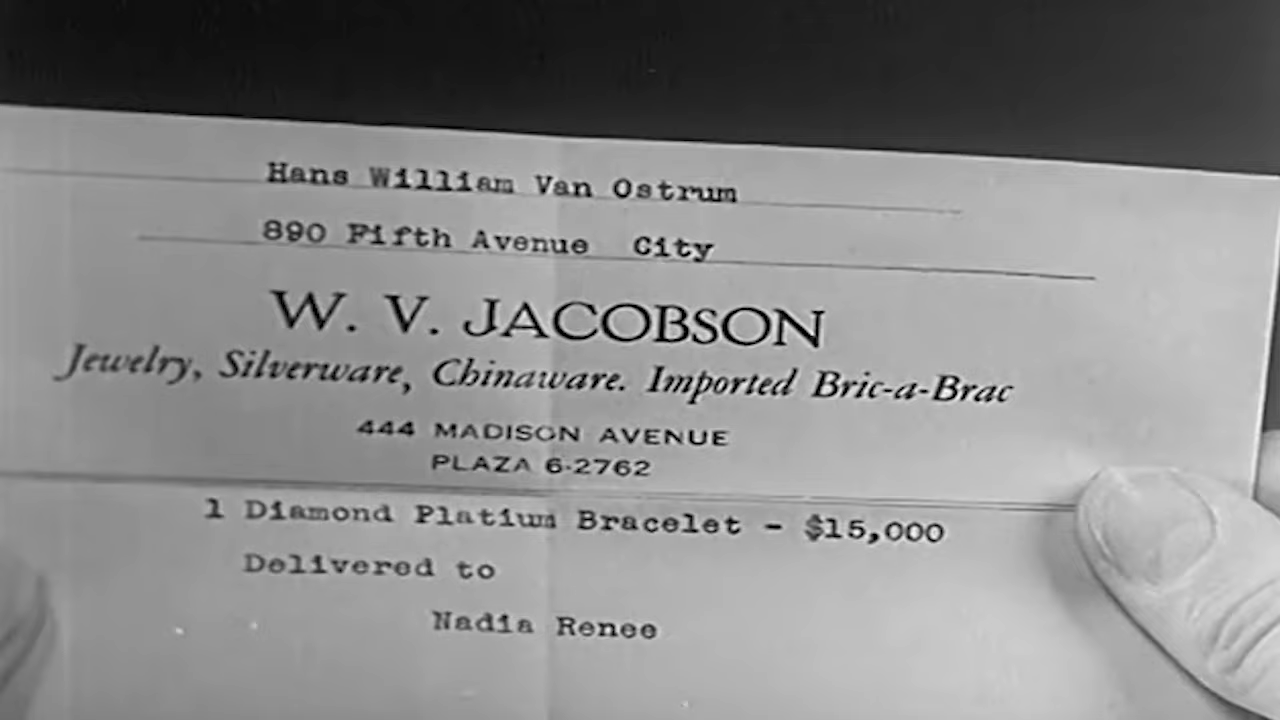 Hans William Van Ostrum
890 Fifth Avenue City
W. V. JACOBSON
Jewelry, Silverware, Chinaware. Imported Bric-a-Brac
444 MADISON AVENUE
PLAZA 6-2762
1 Diamond Platium Bracelet - $15,000
Delivered to
Nadia Renee